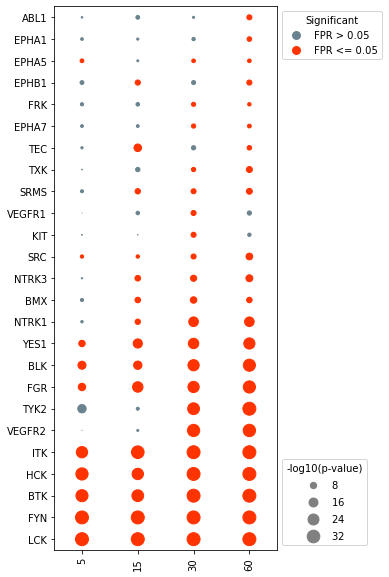 ABL1
EPHA1
EPHA5
EPHB1
FRK
EPHA7
TEC
TXK
SRMS
VEGFR1
KIT
SRC
NTRK3
BMX
NTRK1
YES1
BLK
FGR
TYK2
VEGFR2
ITK
HCK
BTK
FYN
LCK
5 15 30 60
Significant
FPR > 0.05
FPR <= 0.05
-log10(p-value)
8
16
24
32